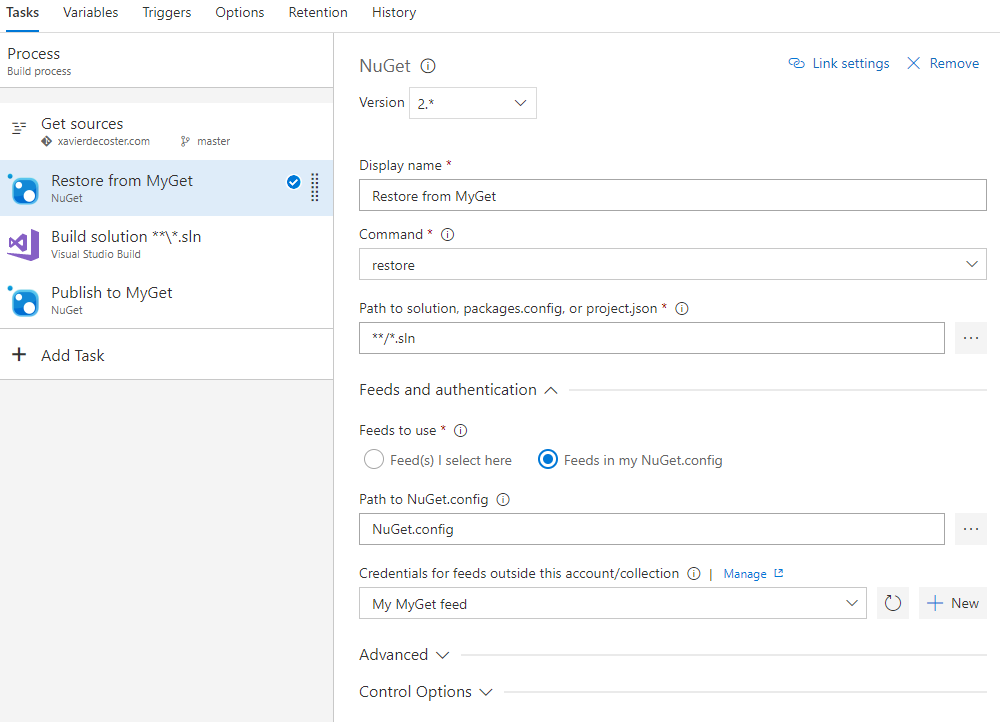 Tasks Variables Triggers Options Retention History
Process
Build process
Get sources
xavierdecoster.com master
Restore from MyGet
NuGet
Build solution **\*.sln
Visual Studio Build
Publish to MyGet
NuGet
Add Task
NuGet Link settings Remove
Version 2.*
Display name *
Restore from MyGet
Command *
restore
Path to solution, packages.config, or project.json *
**/*.sln
...
Feeds and authentication
Feeds to use *
Feed(s) I select here Feeds in my NuGet.config
Path to NuGet.config
NuGet.config
...
Credentials for feeds outside this account/collection | Manage
My MyGet feed New
Advanced
Control Options